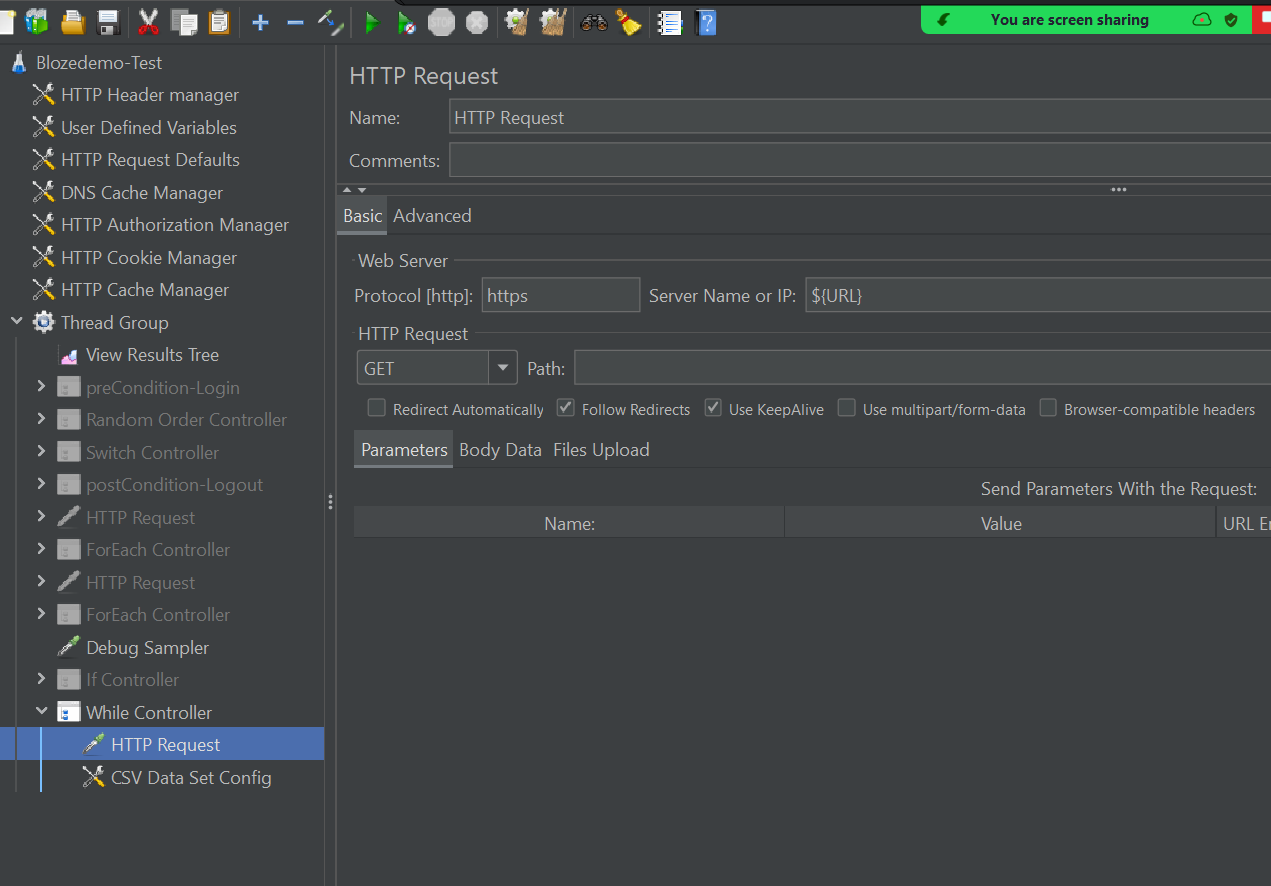 You are screen sharing
Blozedemo-Test
HTTP Header manager
User Defined Variables
HTTP Request Defaults
DNS Cache Manager
HTTP Authorization Manager
HTTP Cookie Manager
HTTP Cache Manager
Thread Group
View Results Tree
preCondition-Login
Random Order Controller
Switch Controller
postCondition-Logout
HTTP Request
ForEach Controller
HTTP Request
ForEach Controller
Debug Sampler
If Controller
While Controller
HTTP Request
CSV Data Set Config
HTTP Request
Name: HTTP Request
Comments:
Basic Advanced
Web Server
Protocol [http]: https Server Name or IP: ${URL}
HTTP Request
GET Path:
Redirect Automatically Follow Redirects Use KeepAlive Use multipart/form-data Browser-compatible headers
Parameters Body Data Files Upload
Send Parameters With the Request:
Name: Value URL E